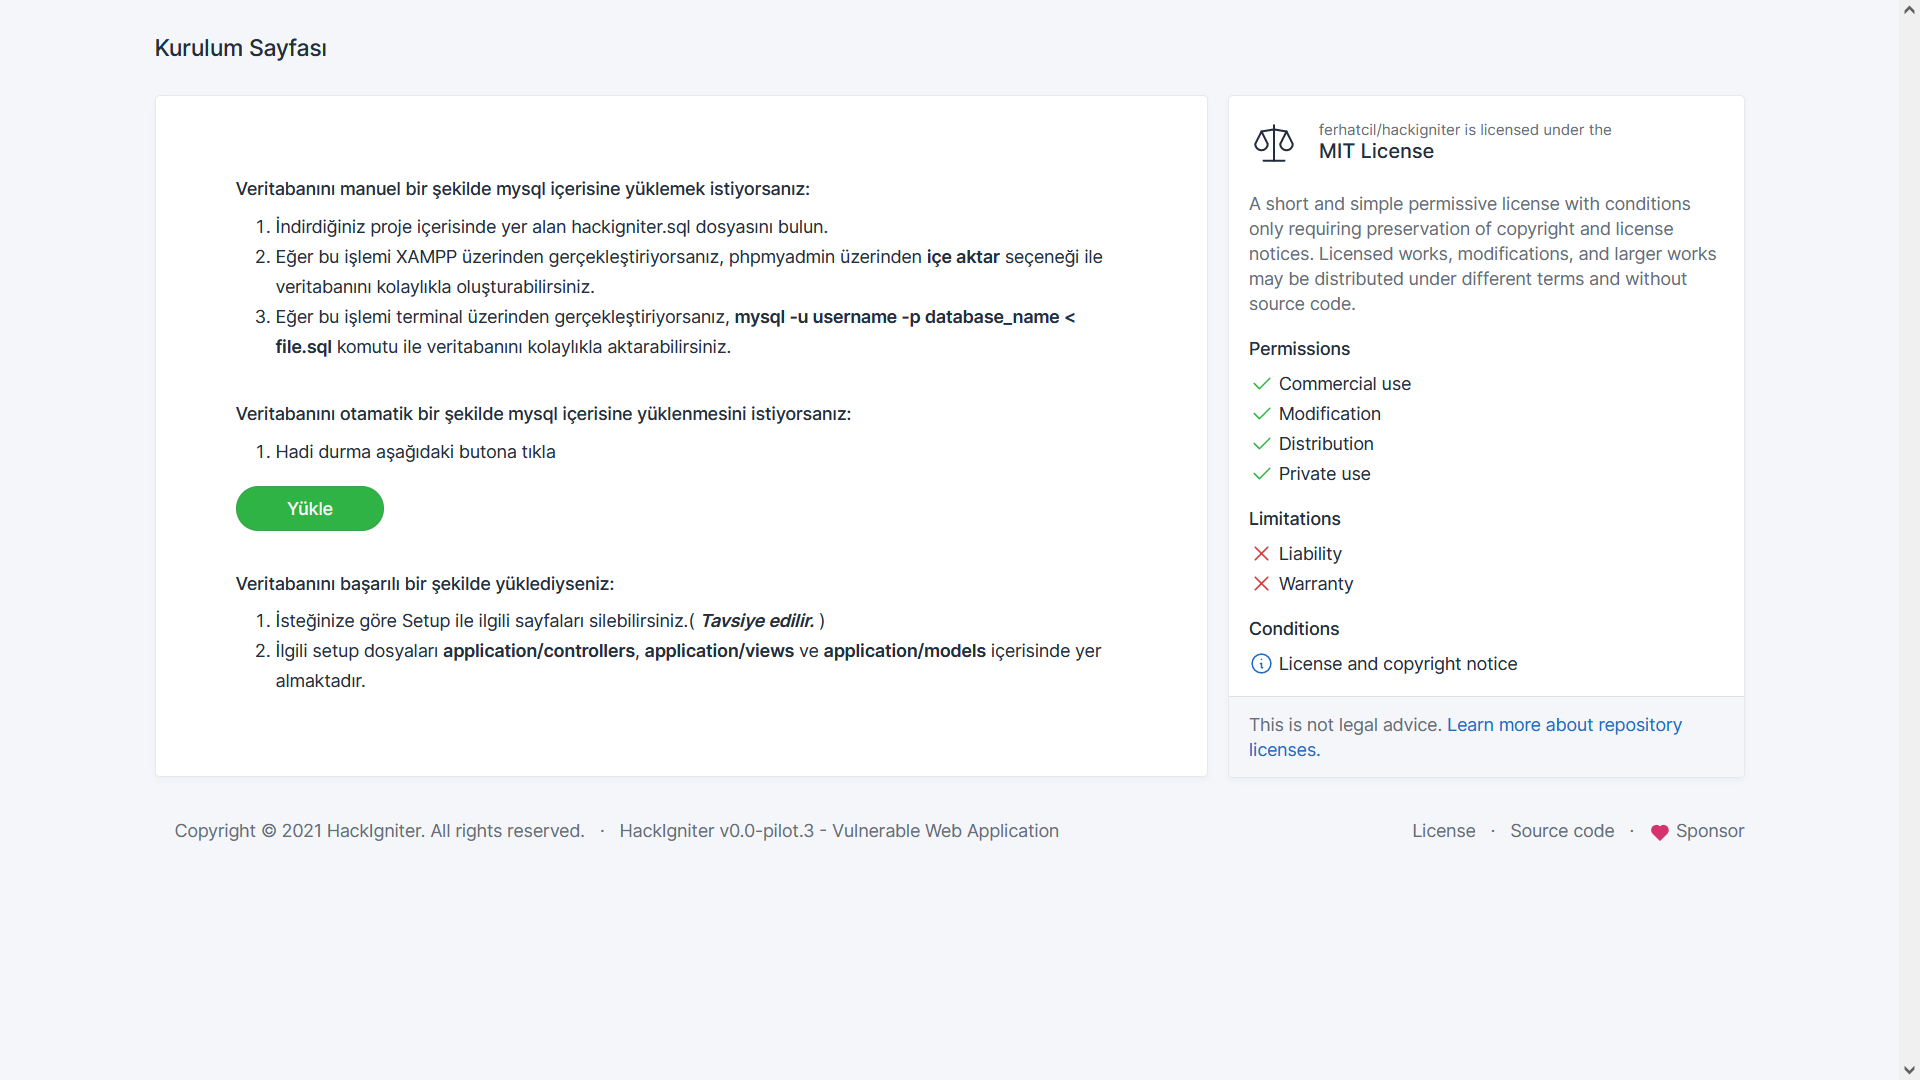 Kurulum Sayfası
Veritabanını manuel bir şekilde mysql içerisine yüklemek istiyorsanız:
1. İndirdiğiniz proje içerisinde yer alan hackigniter.sql dosyasını bulun.
2. Eğer bu işlemi XAMPP üzerinden gerçekleştiriyorsanız, phpmyadmin üzerinden içe aktar seçeneği ile
veritabanını kolaylıkla oluşturabilirsiniz.
3. Eğer bu işlemi terminal üzerinden gerçekleştiriyorsanız, mysql -u username -p database_name <
file.sql komutu ile veritabanını kolaylıkla aktarabilirsiniz.
Veritabanını otamatik bir şekilde mysql içerisine yüklenmesini istiyorsanız:
1. Hadi durma aşağıdaki butona tıkla
Yükle
Veritabanını başarılı bir şekilde yüklediyseniz:
1. İsteğinize göre Setup ile ilgili sayfaları silebilirsiniz.( Tavsiye edilir. )
2. İlgili setup dosyaları application/controllers, application/views ve application/models içerisinde yer
almaktadır.
ferhatcil/hackigniter is licensed under the
MIT License
A short and simple permissive license with conditions
only requiring preservation of copyright and license
notices. Licensed works, modifications, and larger works
may be distributed under different terms and without
source code.
Permissions
Commercial use
Modification
Distribution
Private use
Limitations
Liability
Warranty
Conditions
License and copyright notice
This is not legal advice. Learn more about repository
licenses.
Copyright © 2021 HackIgniter. All rights reserved. · HackIgniter v0.0-pilot.3 - Vulnerable Web Application
License · Source code · Sponsor